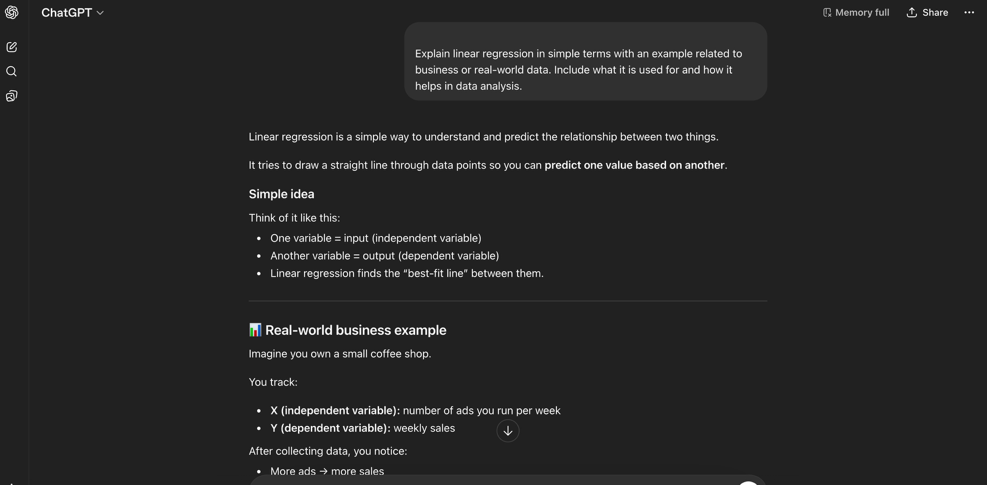 ChatGPT
Memory full
Share
Explain linear regression in simple terms with an example related to
business or real-world data. Include what it is used for and how it
helps in data analysis.
Linear regression is a simple way to understand and predict the relationship between two things.
It tries to draw a straight line through data points so you can predict one value based on another.
Simple idea
Think of it like this:
• One variable = input (independent variable)
• Another variable = output (dependent variable)
• Linear regression finds the “best-fit line” between them.
📊 Real-world business example
Imagine you own a small coffee shop.
You track:
• X (independent variable): number of ads you run per week
• Y (dependent variable): weekly sales
After collecting data, you notice:
• More ads → more sales